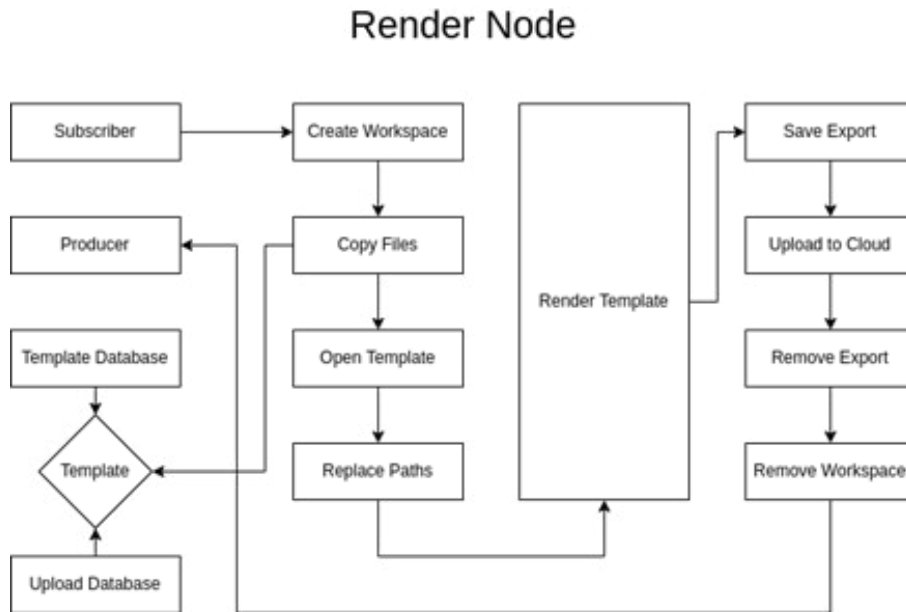 Render Node
Subscriber
Create Workspace
Save Export
Producer
Copy Files
Upload to Cloud
Render Template
Template Database
Open Template
Remove Export
Template
Replace Paths
Remove Workspace
Upload Database